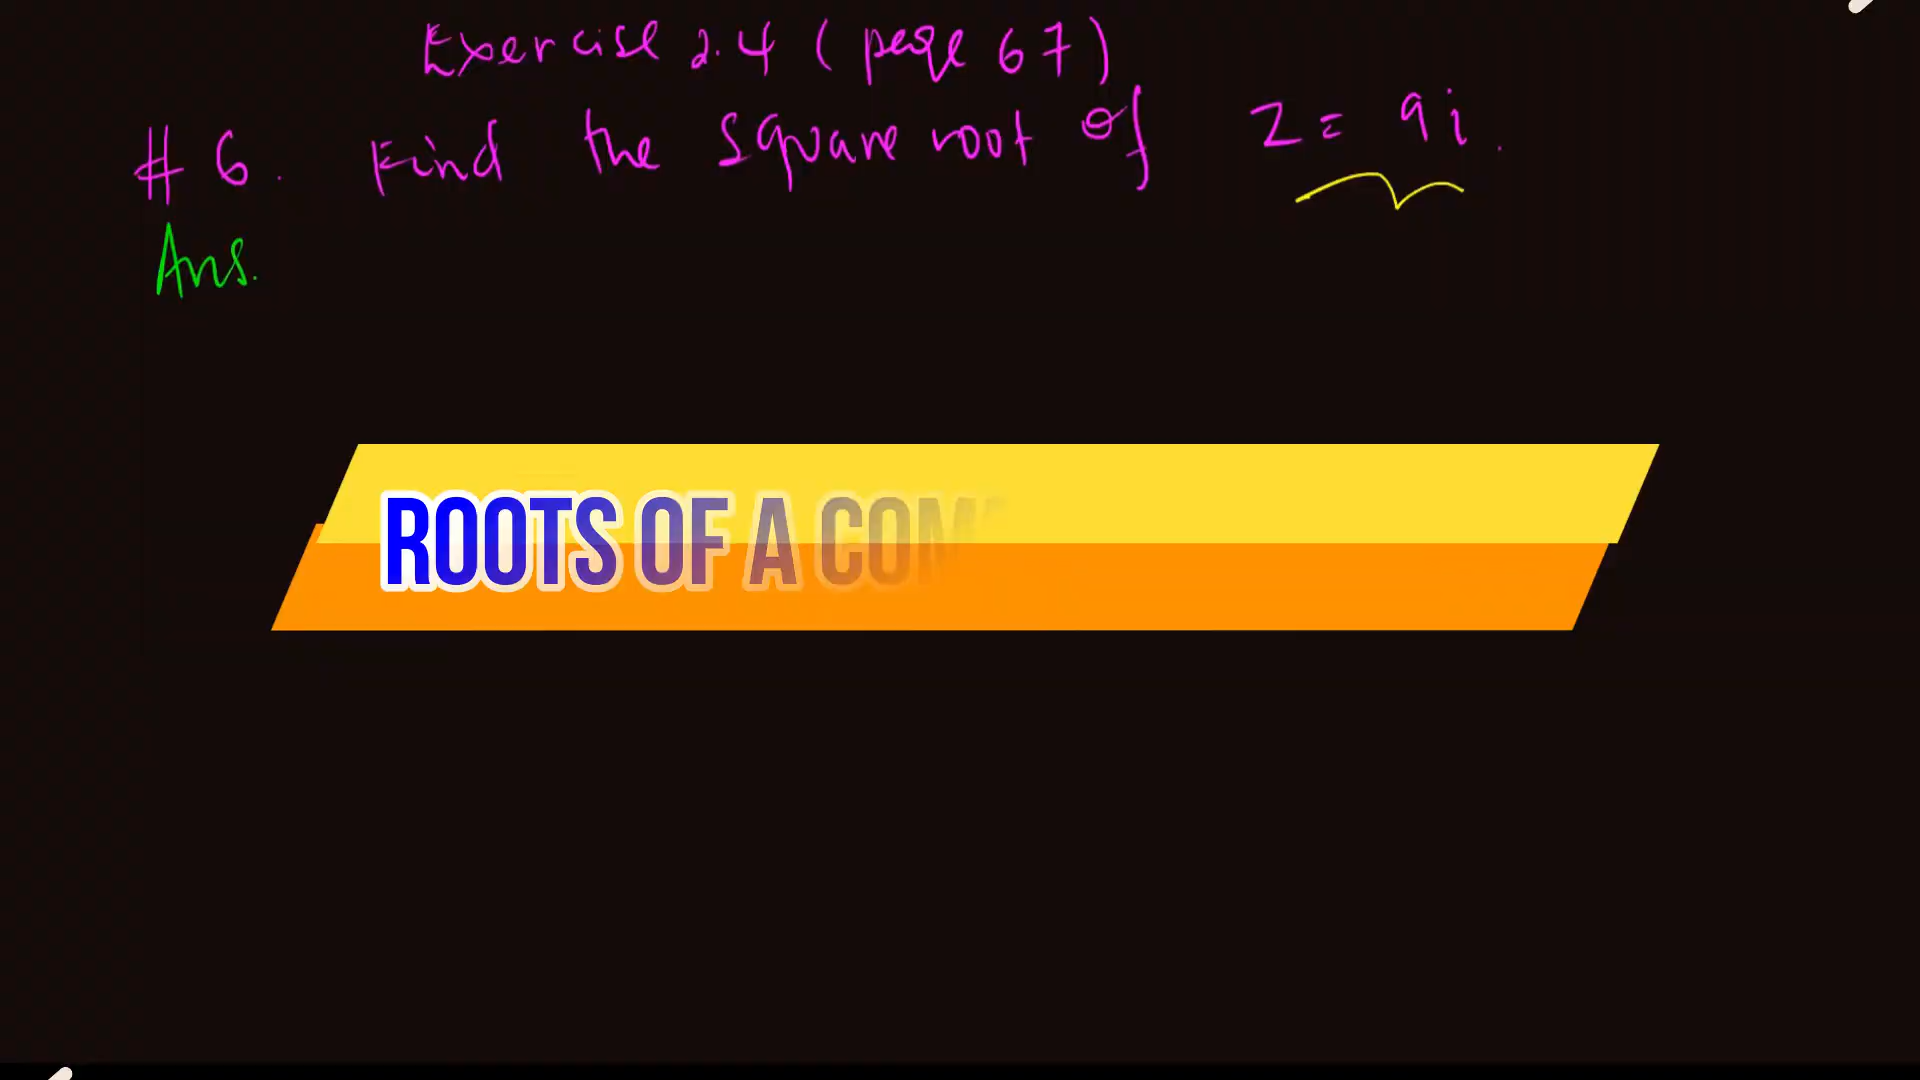 Exercise 2.4 (page 67)
# 6. Find the square root of z = 9i.
Ans.
ROOTS OF A COM